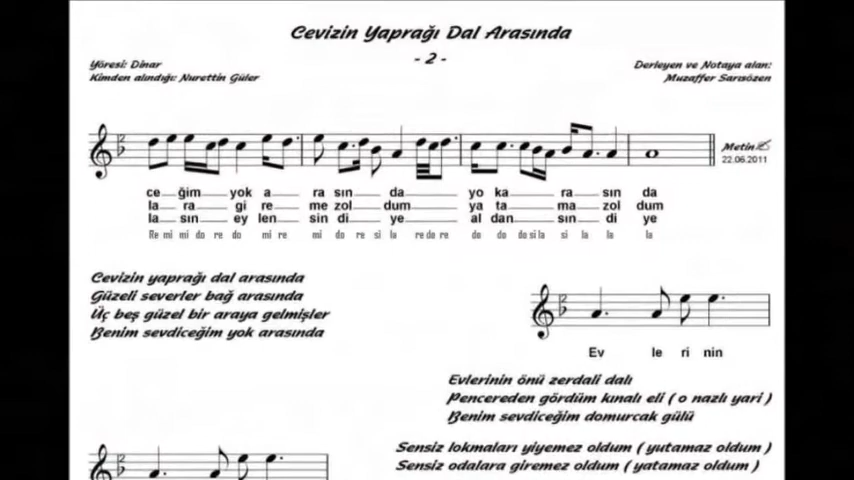 Cevizin Yaprağı Dal Arasında
- 2 -
Yöresi: Dinar
Kimden alındığı: Nurettin Güler
Derleyen ve Notaya alan:
Muzaffer Sarısözen
Metin
22.06.2011
ce ğim yok a ra sın da yo ka ra sın da
la ra gi re me zol dum ya ta ma zol dum
la sın ey len sin di ye al dan sın di ye
Re mi mi do re do mi re mi do re si la re do re do do do si la si la la la
Cevizin yaprağı dal arasında
Güzeli severler bağ arasında
Üç beş güzel bir araya gelmişler
Benim sevdiceğim yok arasında
Ev le ri nin
Evlerinin önü zerdali dalı
Pencereden gördüm kınalı eli ( o nazlı yari )
Benim sevdiceğim domurcak gülü
Sensiz lokmaları yiyemez oldum ( yutamaz oldum )
Sensiz odalara giremez oldum ( yatamaz oldum )